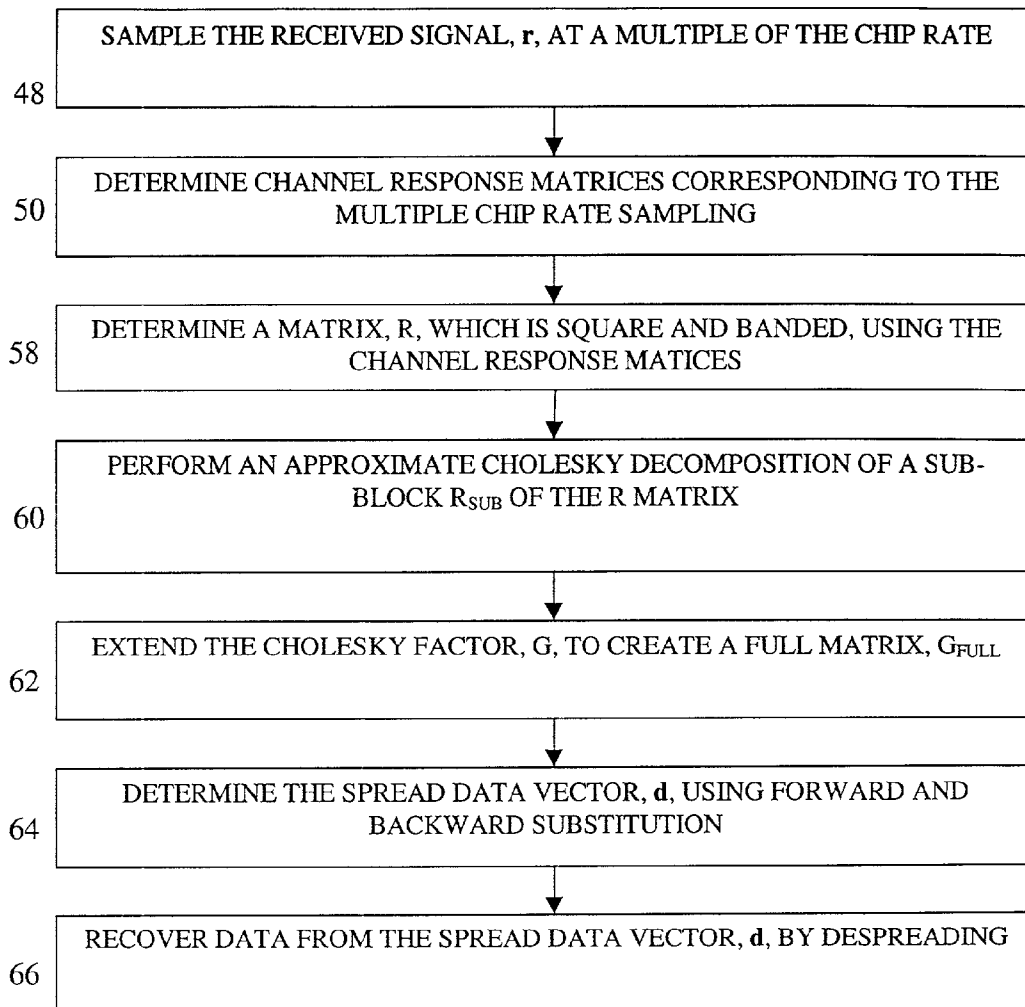 SAMPLE THE RECEIVED SIGNAL, r, AT A MULTIPLE OF THE CHIP RATE
48
DETERMINE CHANNEL RESPONSE MATRICES CORRESPONDING TO THE
MULTIPLE CHIP RATE SAMPLING
50
DETERMINE A MATRIX, R, WHICH IS SQUARE AND BANDED, USING THE
CHANNEL RESPONSE MATICES
58
PERFORM AN APPROXIMATE CHOLESKY DECOMPOSITION OF A SUB-
BLOCK RSUB OF THE R MATRIX
60
EXTEND THE CHOLESKY FACTOR, G, TO CREATE A FULL MATRIX, GFULL
62
DETERMINE THE SPREAD DATA VECTOR, d, USING FORWARD AND
BACKWARD SUBSTITUTION
64
RECOVER DATA FROM THE SPREAD DATA VECTOR, d, BY DESPREADING
66